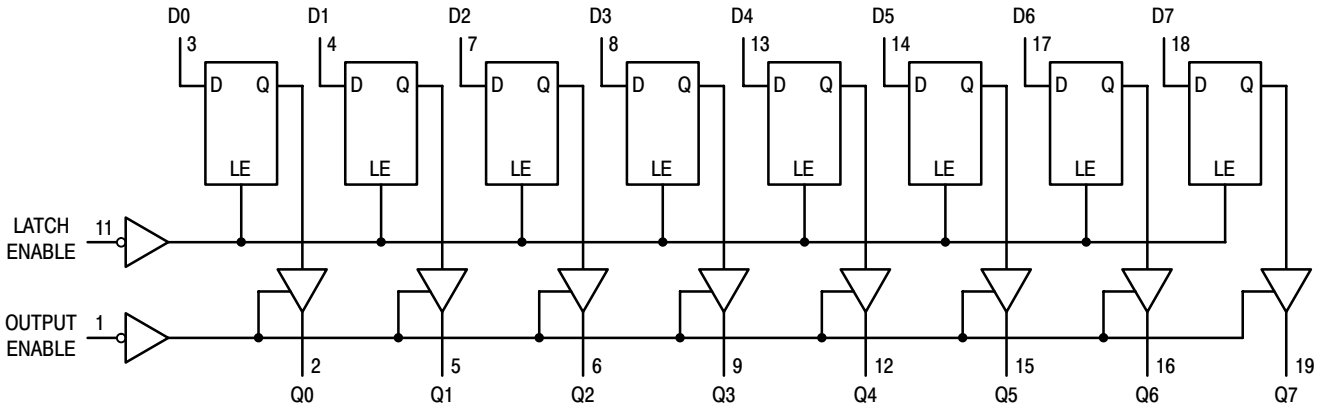 D0 D1 D2 D3 D4 D5 D6 D7
3 4 7 8 13 14 17 18
D Q D Q D Q D Q D Q D Q D Q D Q
LE LE LE LE LE LE LE LE
LATCH 11
ENABLE
OUTPUT 1
ENABLE
2 5 6 9 12 15 16 19
Q0 Q1 Q2 Q3 Q4 Q5 Q6 Q7